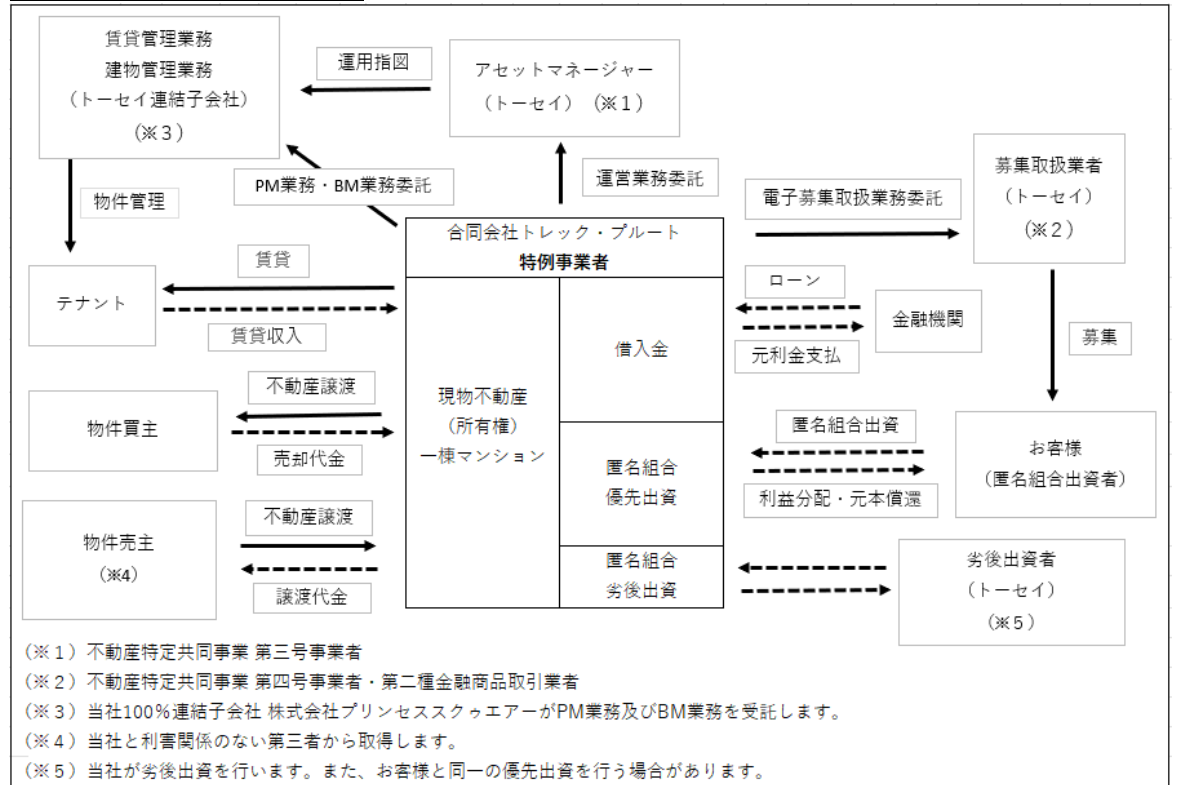 賃貸管理業務
建物管理業務
（トーセイ連結子会社）
（※３）
運用指図
アセットマネージャー
（トーセイ）（※１）
PM業務・BM業務委託
運営業務委託
電子募集取扱業務委託
募集取扱業者
（トーセイ）
（※２）
物件管理
合同会社トレック・プルート
特例事業者
賃貸
テナント
賃貸収入
ローン
金融機関
元利金支払
募集
借入金
現物不動産
（所有権）
一棟マンション
不動産譲渡
物件買主
売却代金
匿名組合出資
お客様
（匿名組合出資者）
利益分配・元本償還
匿名組合
優先出資
不動産譲渡
物件売主
（※4）
譲渡代金
匿名組合
劣後出資
劣後出資者
（トーセイ）
（※５）
（※１）不動産特定共同事業 第三号事業者
（※２）不動産特定共同事業 第四号事業者・第二種金融商品取引業者
（※３）当社100％連結子会社 株式会社プリンセススクゥエアーがPM業務及びBM業務を受託します。
（※４）当社と利害関係のない第三者から取得します。
（※５）当社が劣後出資を行います。また、お客様と同一の優先出資を行う場合があります。